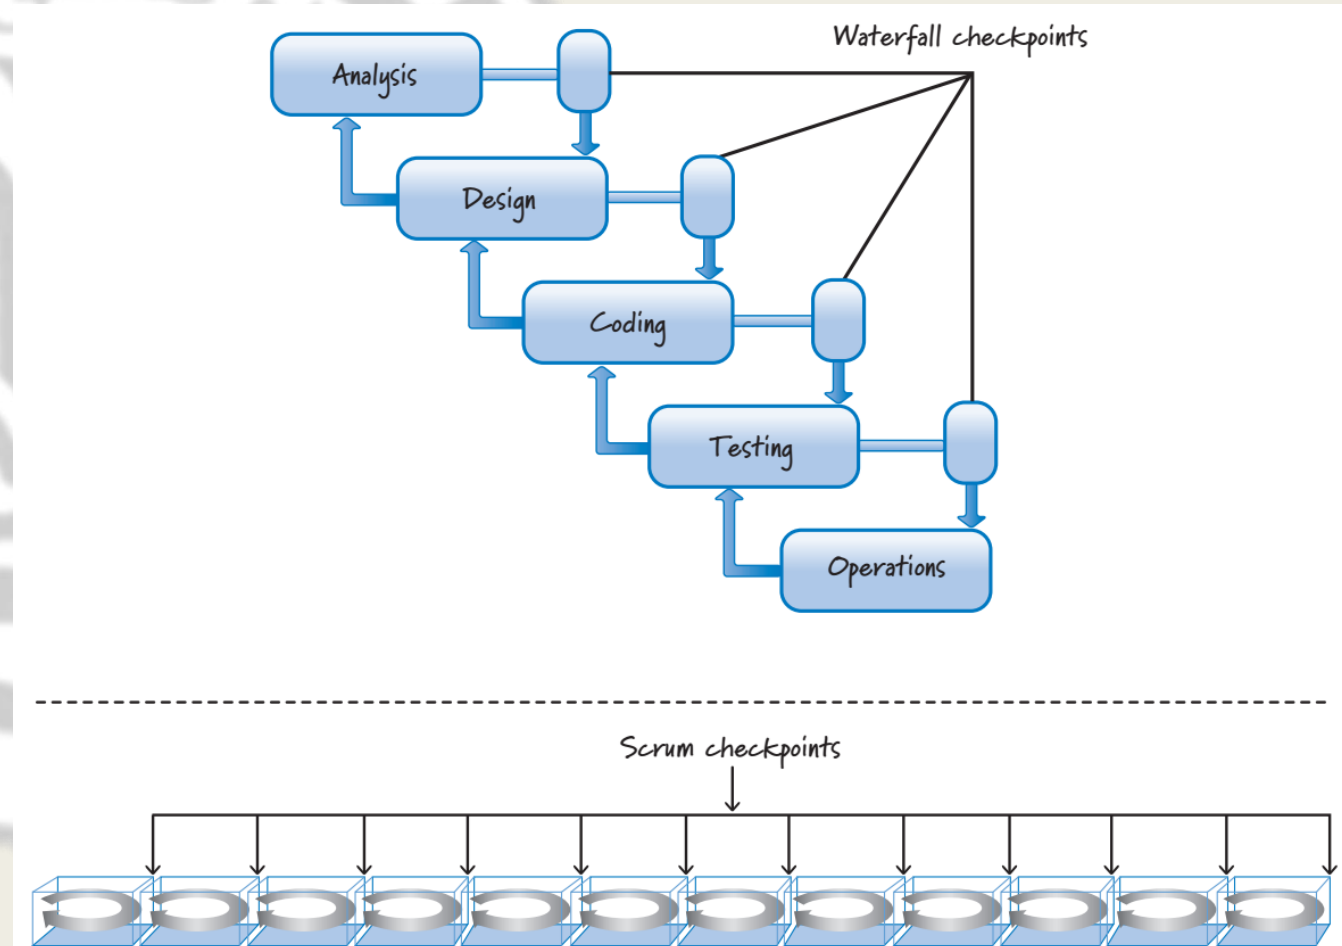 Waterfall checkpoints
Analysis
Design
Coding
Testing
Operations
Scrum checkpoints